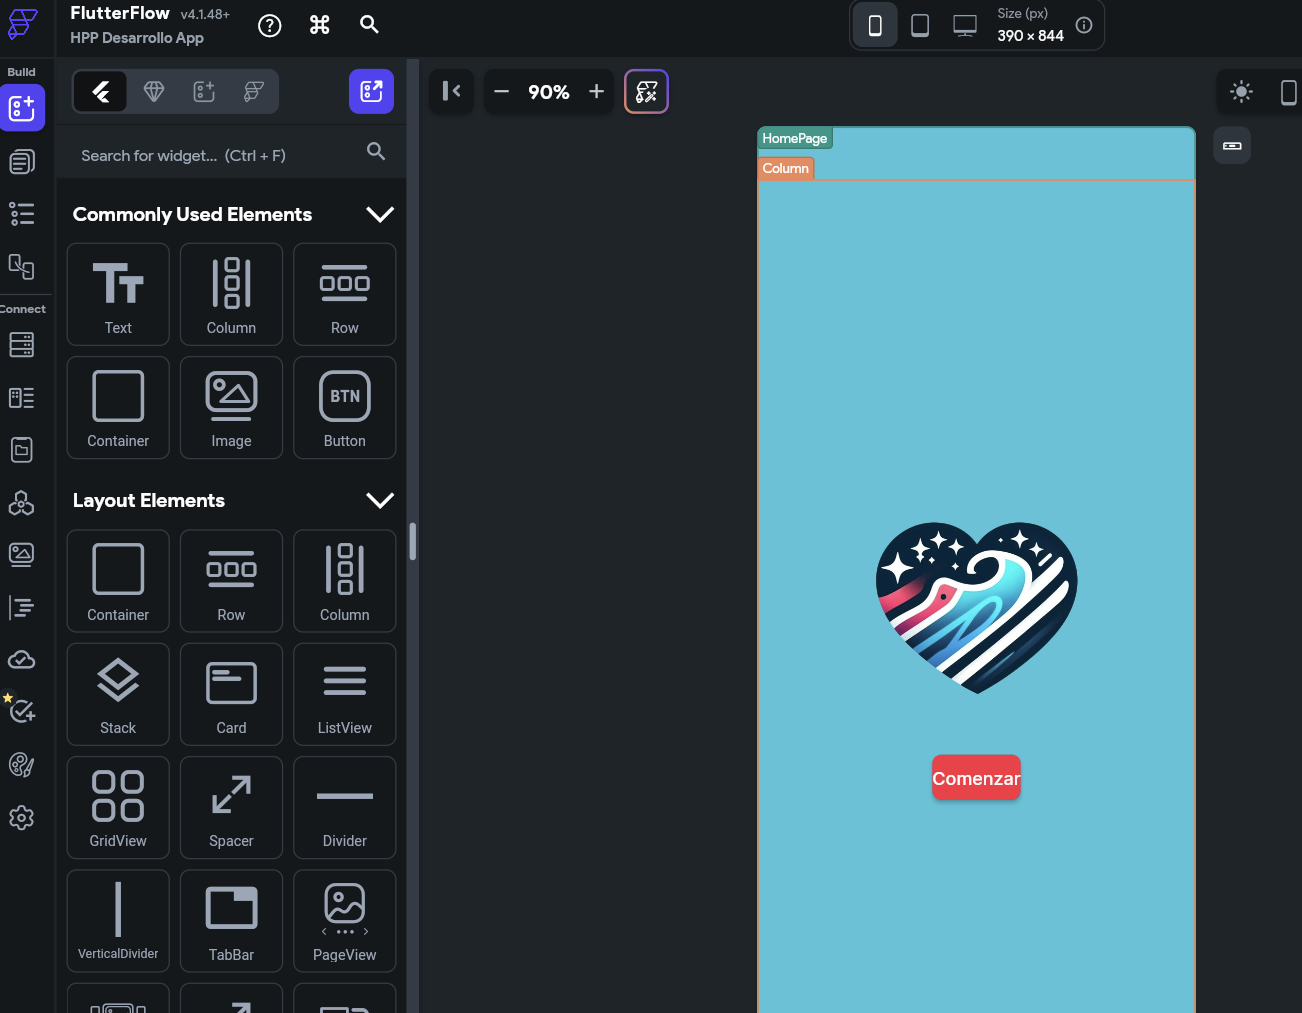 FlutterFlow v4.1.48+
HPP Desarrollo App
Size (px)
390 × 844
Build
Connect
90%
Search for widget... (Ctrl + F)
Commonly Used Elements
Text
Column
Row
Container
Image
BTN
Button
Layout Elements
Container
Row
Column
Stack
Card
ListView
GridView
Spacer
Divider
VerticalDivider
TabBar
PageView
HomePage
Column
Comenzar